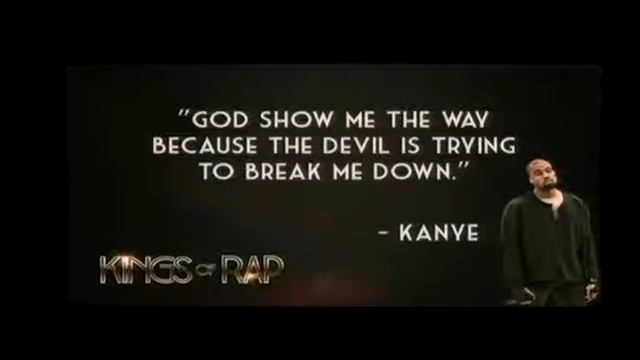 "GOD SHOW ME THE WAY
BECAUSE THE DEVIL IS TRYING
TO BREAK ME DOWN."
- KANYE
KINGS OF RAP